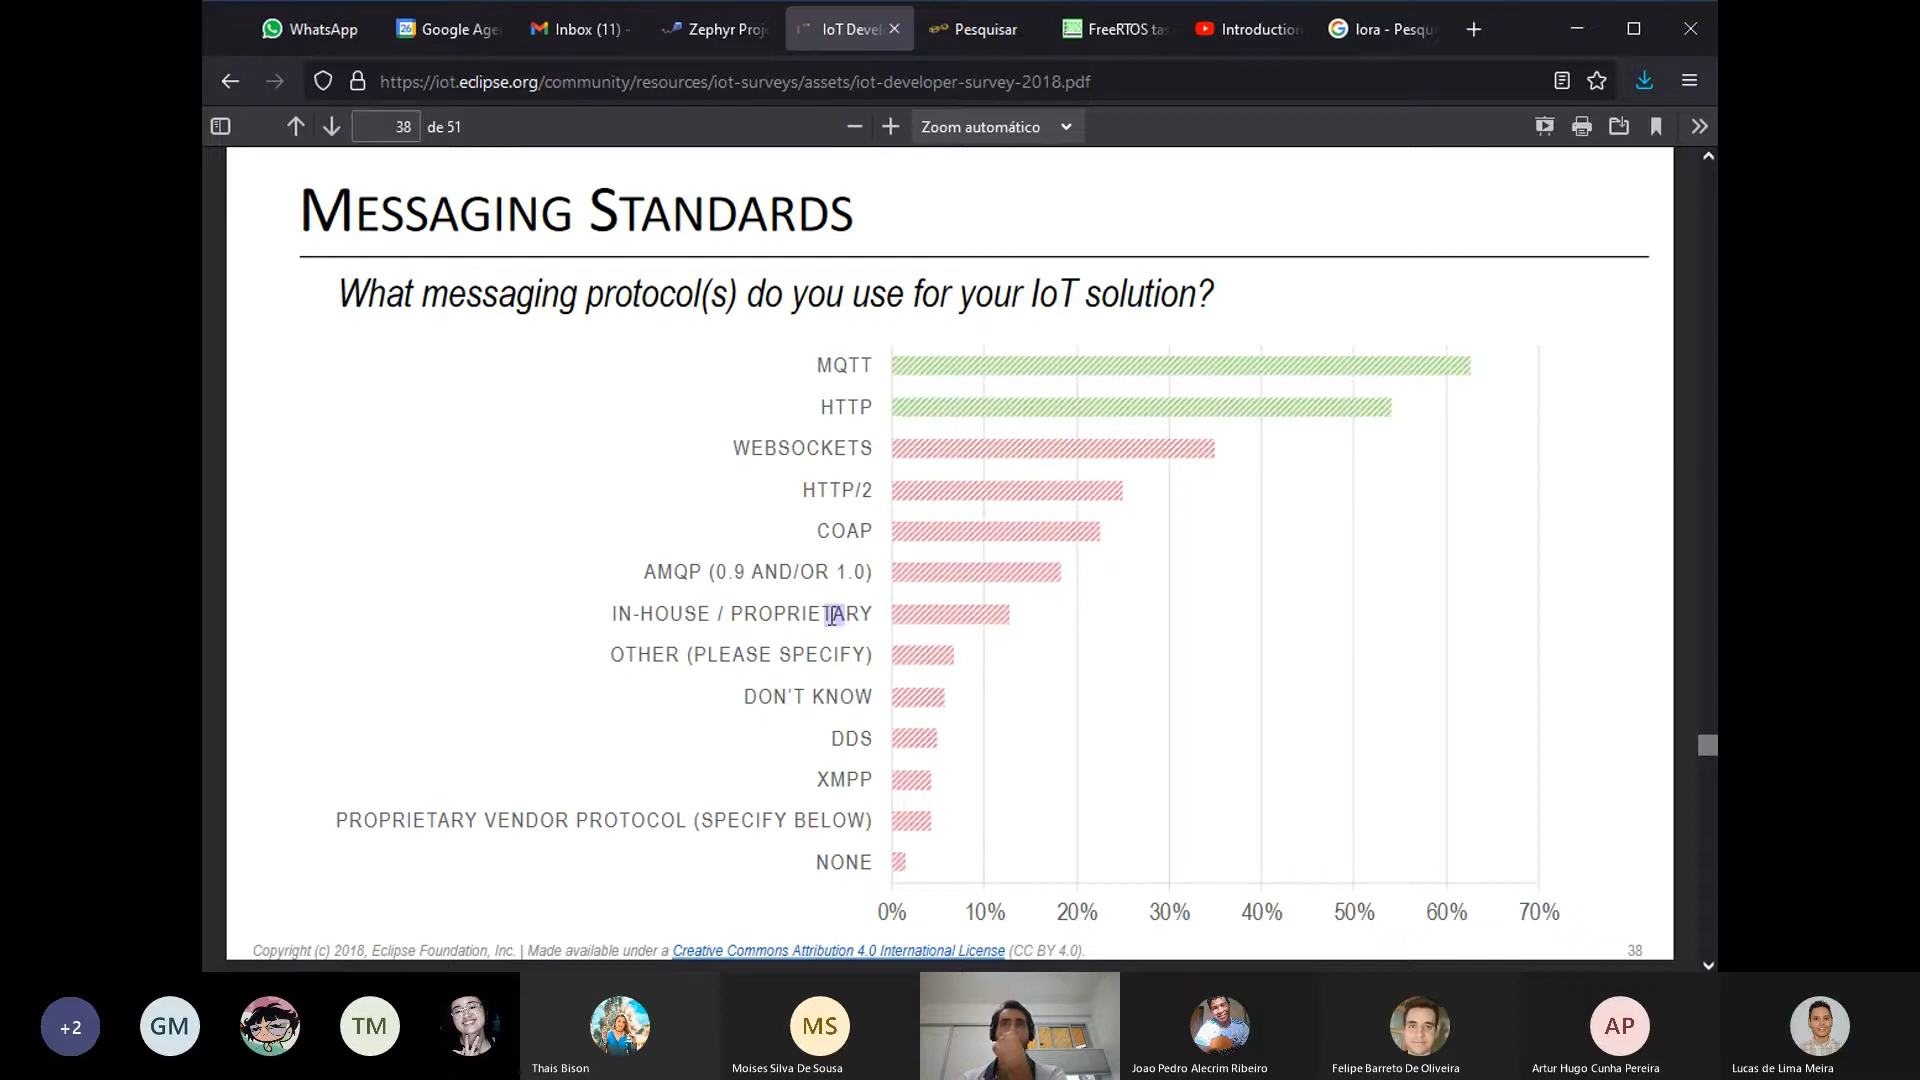 WhatsApp
Google Age
Inbox (11) -
Zephyr Proj
IoT Devel
Pesquisar
FreeRTOS tas
Introduction
lora - Pesqu
https://iot.eclipse.org/community/resources/iot-surveys/assets/iot-developer-survey-2018.pdf
38 de 51
Zoom automático
MESSAGING STANDARDS
What messaging protocol(s) do you use for your IoT solution?
MQTT
HTTP
WEBSOCKETS
HTTP/2
COAP
AMQP (0.9 AND/OR 1.0)
IN-HOUSE / PROPRIETARY
OTHER (PLEASE SPECIFY)
DON'T KNOW
DDS
XMPP
PROPRIETARY VENDOR PROTOCOL (SPECIFY BELOW)
NONE
0% 10% 20% 30% 40% 50% 60% 70%
Copyright (c) 2018, Eclipse Foundation, Inc. | Made available under a Creative Commons Attribution 4.0 International License (CC BY 4.0).
38
+2
GM
TM
MS
AP
Thais Bison
Moises Silva De Sousa
Joao Pedro Alecrim Ribeiro
Felipe Barreto De Oliveira
Artur Hugo Cunha Pereira
Lucas de Lima Meira